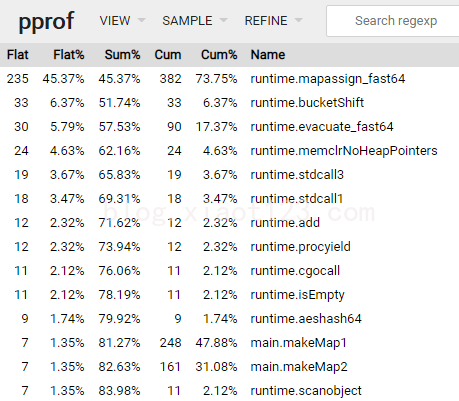 pprof VIEW SAMPLE REFINE Search regexp
Flat Flat% Sum% Cum Cum% Name
235 45.37% 45.37% 382 73.75% runtime.mapassign_fast64
33 6.37% 51.74% 33 6.37% runtime.bucketShift
30 5.79% 57.53% 90 17.37% runtime.evacuate_fast64
24 4.63% 62.16% 24 4.63% runtime.memclrNoHeapPointers
19 3.67% 65.83% 19 3.67% runtime.stdcall3
18 3.47% 69.31% 18 3.47% runtime.stdcall1
12 2.32% 71.62% 12 2.32% runtime.add
12 2.32% 73.94% 12 2.32% runtime.procyield
11 2.12% 76.06% 11 2.12% runtime.cgocall
11 2.12% 78.19% 11 2.12% runtime.isEmpty
9 1.74% 79.92% 9 1.74% runtime.aeshash64
7 1.35% 81.27% 248 47.88% main.makeMap1
7 1.35% 82.63% 161 31.08% main.makeMap2
7 1.35% 83.98% 11 2.12% runtime.scanobject